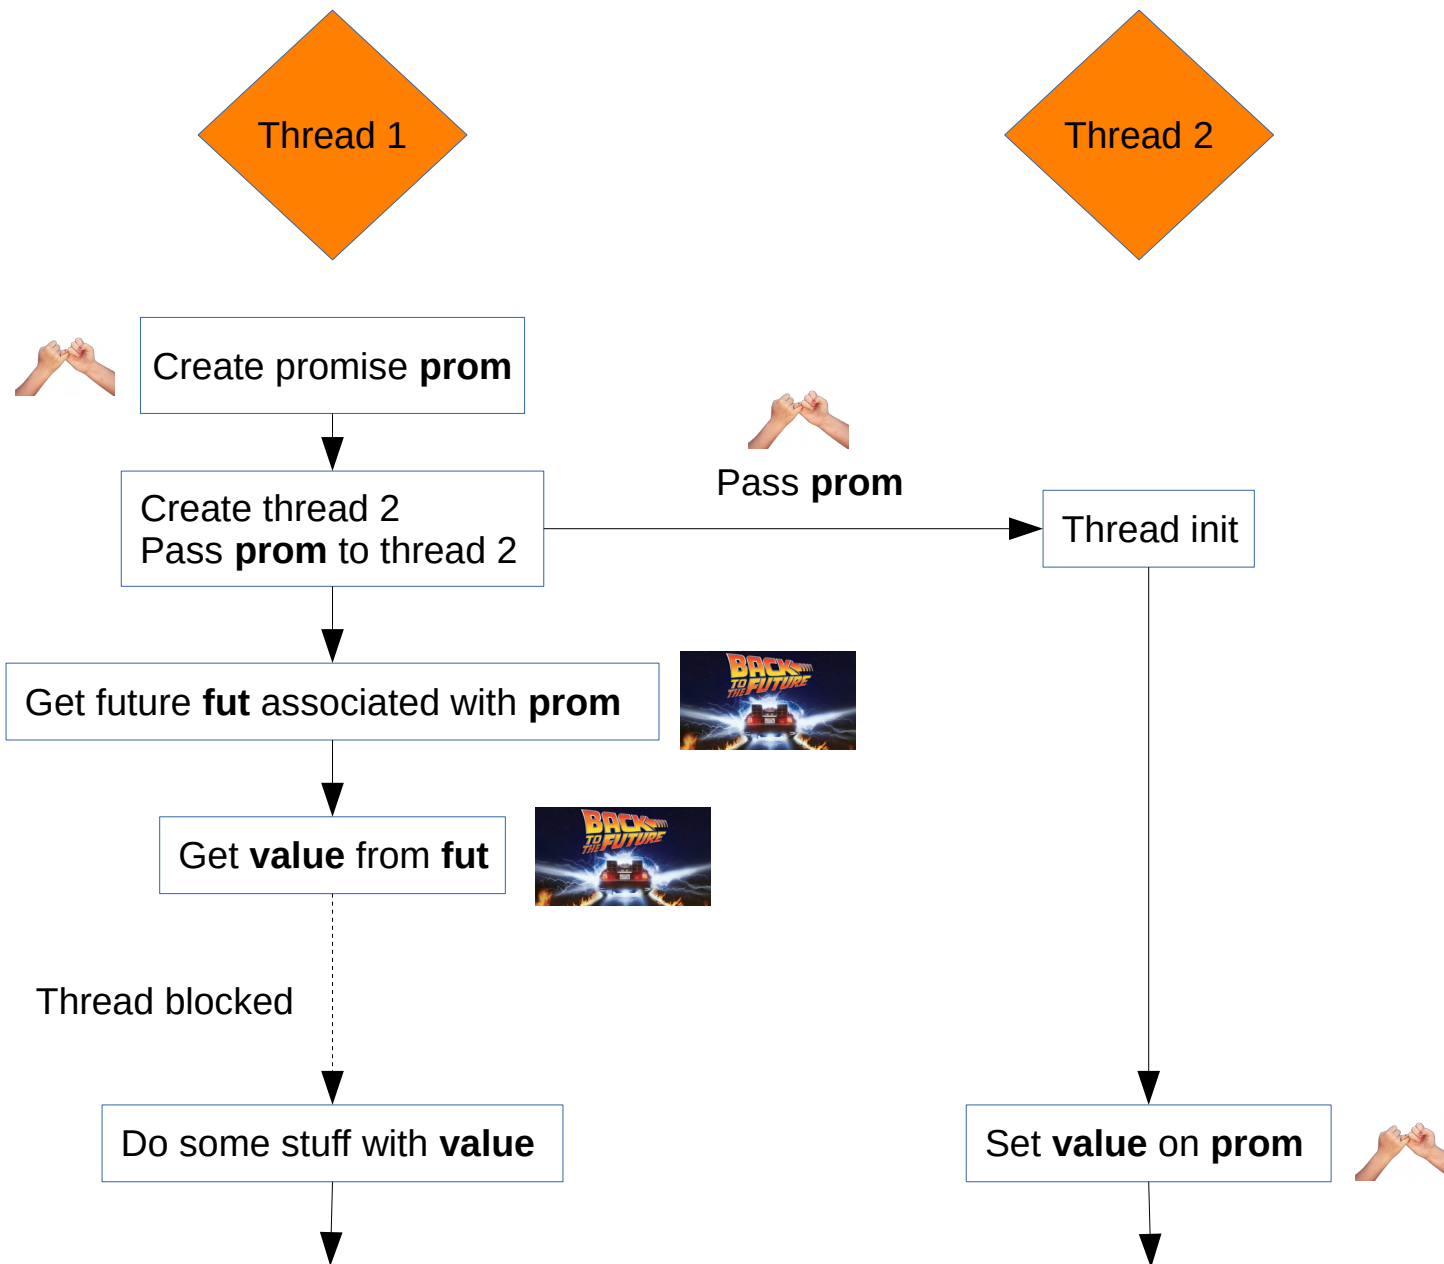 Thread 1
Thread 2
Create promise prom
Pass prom
Create thread 2
Pass prom to thread 2
Thread init
Get future fut associated with prom
BACK
TO
THE FUTURE
Get value from fut
BACK
TO
THE FUTURE
Thread blocked
Do some stuff with value
Set value on prom